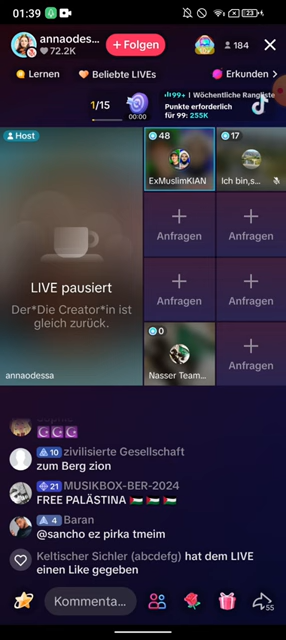 01:39
23
annaodes...
72.2K
+ Folgen
184
Lernen
Beliebte LIVEs
Erkunden >
1/15
00:00
99+ | Wöchentliche Rangliste
Punkte erforderlich
für 99: 255K
Host
48
17
ExMuslimKIAN
Ich bin,s...
Anfragen
Anfragen
LIVE pausiert
Der*Die Creator*in ist
gleich zurück.
Anfragen
Anfragen
0
Anfragen
annaodessa
Nasser Team...
10 zivilisierte Gesellschaft
zum Berg zion
21 MUSIKBOX-BER-2024
FREE PALÄSTINA 🇵🇸 🇵🇸 🇵🇸
4 Baran
@sancho ez pirka tmeim
Keltischer Sichler (abcdefg) hat dem LIVE
einen Like gegeben
Kommenta...
55